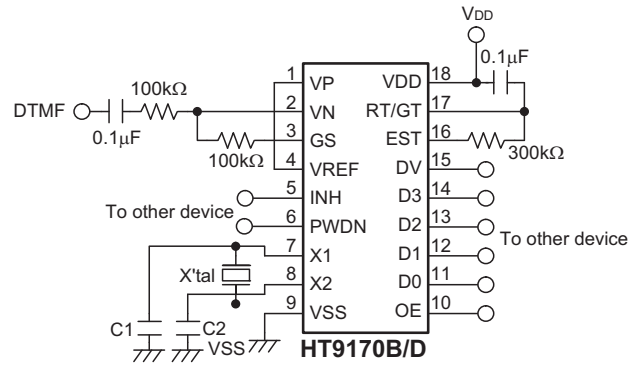 VDD
0.1μF
100kΩ
DTMF
0.1μF
100kΩ
1 VP VDD 18
2 VN RT/GT 17
3 GS EST 16
300kΩ
4 VREF DV 15
5 INH D3 14
To other device
6 PWDN D2 13
To other device
7 X1 D1 12
X'tal
8 X2 D0 11
9 VSS OE 10
C1 C2
VSS
HT9170B/D